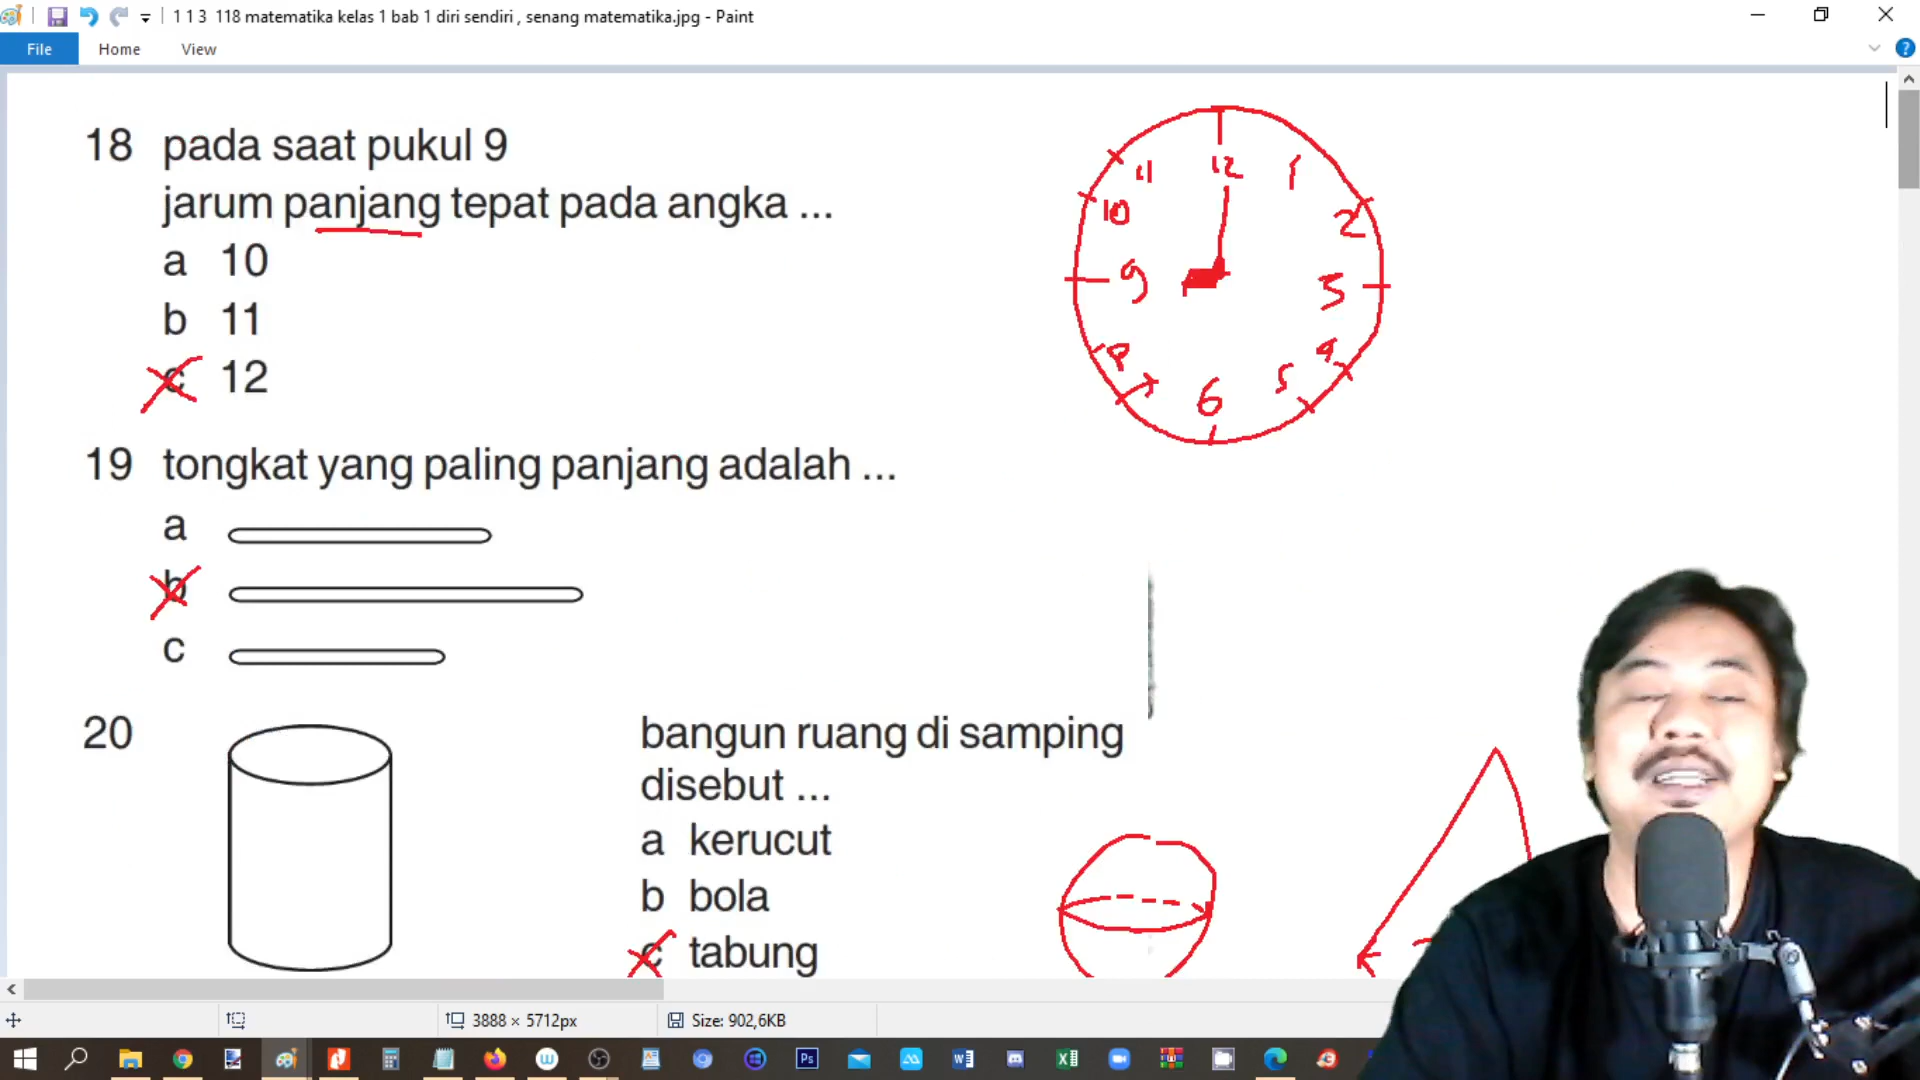 1 1 3 118 matematika kelas 1 bab 1 diri sendiri , senang matematika.jpg - Paint
File Home View
18 pada saat pukul 9
jarum panjang tepat pada angka ...
a 10
b 11
c 12
11 12 1
10 2
9 3
8 4
6 5
19 tongkat yang paling panjang adalah ...
a
b
c
20 bangun ruang di samping
disebut ...
a kerucut
b bola
c tabung
3888 × 5712px Size: 902,6KB
Ps